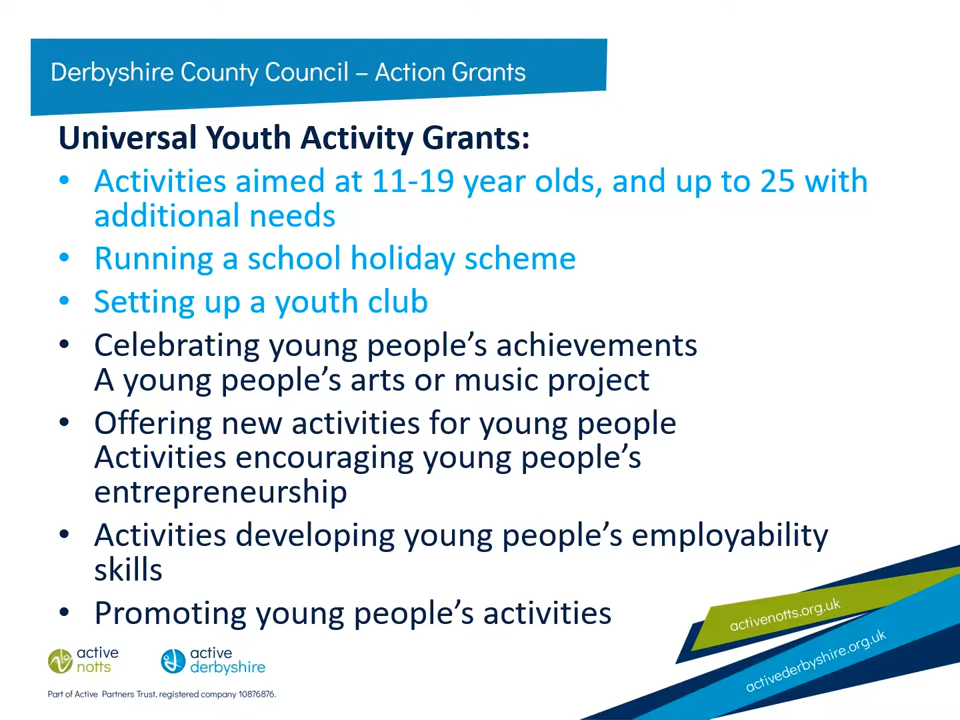 Derbyshire County Council – Action Grants
Universal Youth Activity Grants:
• Activities aimed at 11-19 year olds, and up to 25 with
additional needs
• Running a school holiday scheme
• Setting up a youth club
• Celebrating young people’s achievements
A young people’s arts or music project
• Offering new activities for young people
Activities encouraging young people’s
entrepreneurship
• Activities developing young people’s employability
skills
• Promoting young people’s activities
activenotts.org.uk
activederbyshire.org.uk
active
notts
active
derbyshire
Part of Active Partners Trust, registered company 10876876.